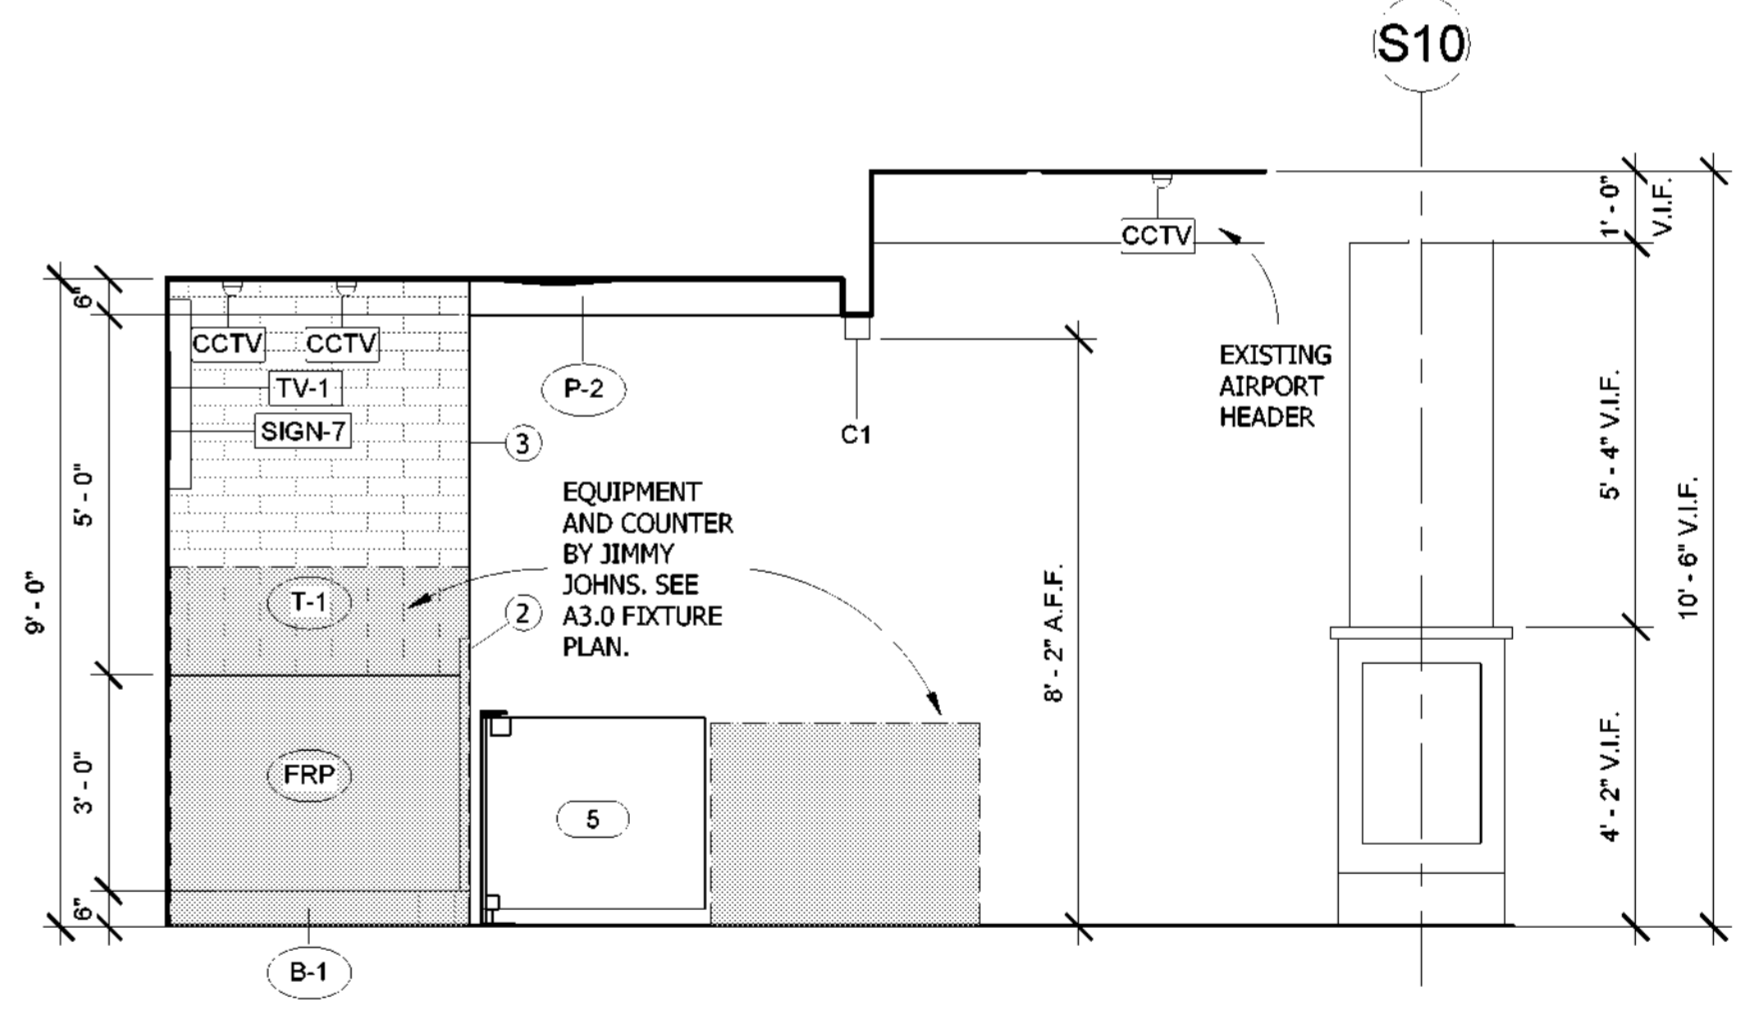 S10
1' - 0"
V.I.F.
CCTV
6"
CCTV
CCTV
TV-1
SIGN-7
P-2
C1
3
EXISTING
AIRPORT
HEADER
5' - 4" V.I.F.
10' - 6" V.I.F.
5' - 0"
EQUIPMENT
AND COUNTER
BY JIMMY
JOHNS. SEE
A3.0 FIXTURE
PLAN.
9' - 0"
T-1
2
8' - 2" A.F.F.
3' - 0"
FRP
5
4' - 2" V.I.F.
6"
B-1